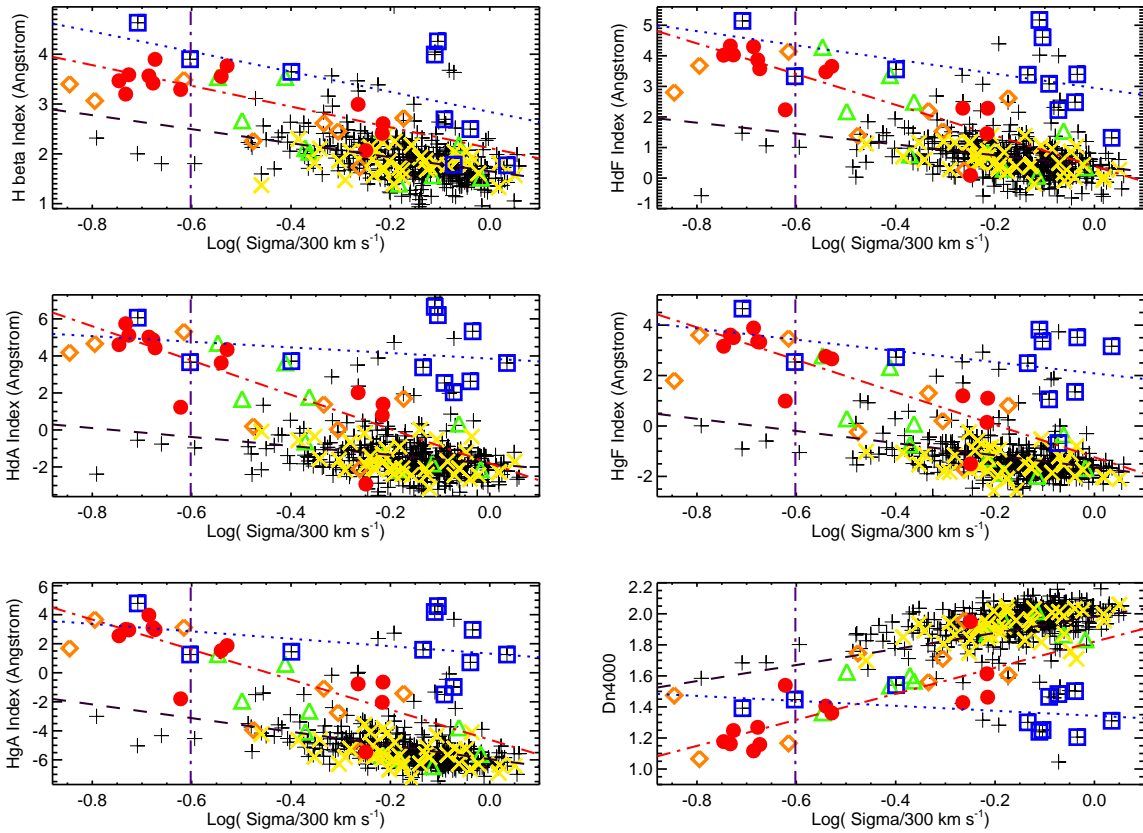 4
3
2
1
H beta Index (Angstrom)
-0.8 -0.6 -0.4 -0.2 0.0
Log( Sigma/300 km s-1)
5
4
3
2
1
0
-1
HdF Index (Angstrom)
-0.8 -0.6 -0.4 -0.2 0.0
Log( Sigma/300 km s-1)
6
4
2
0
-2
HdA Index (Angstrom)
-0.8 -0.6 -0.4 -0.2 0.0
Log( Sigma/300 km s-1)
4
2
0
-2
HgF Index (Angstrom)
-0.8 -0.6 -0.4 -0.2 0.0
Log( Sigma/300 km s-1)
6
4
2
0
-2
-4
-6
HgA Index (Angstrom)
-0.8 -0.6 -0.4 -0.2 0.0
Log( Sigma/300 km s-1)
2.2
2.0
1.8
1.6
1.4
1.2
1.0
Dn4000
-0.8 -0.6 -0.4 -0.2 0.0
Log( Sigma/300 km s-1)